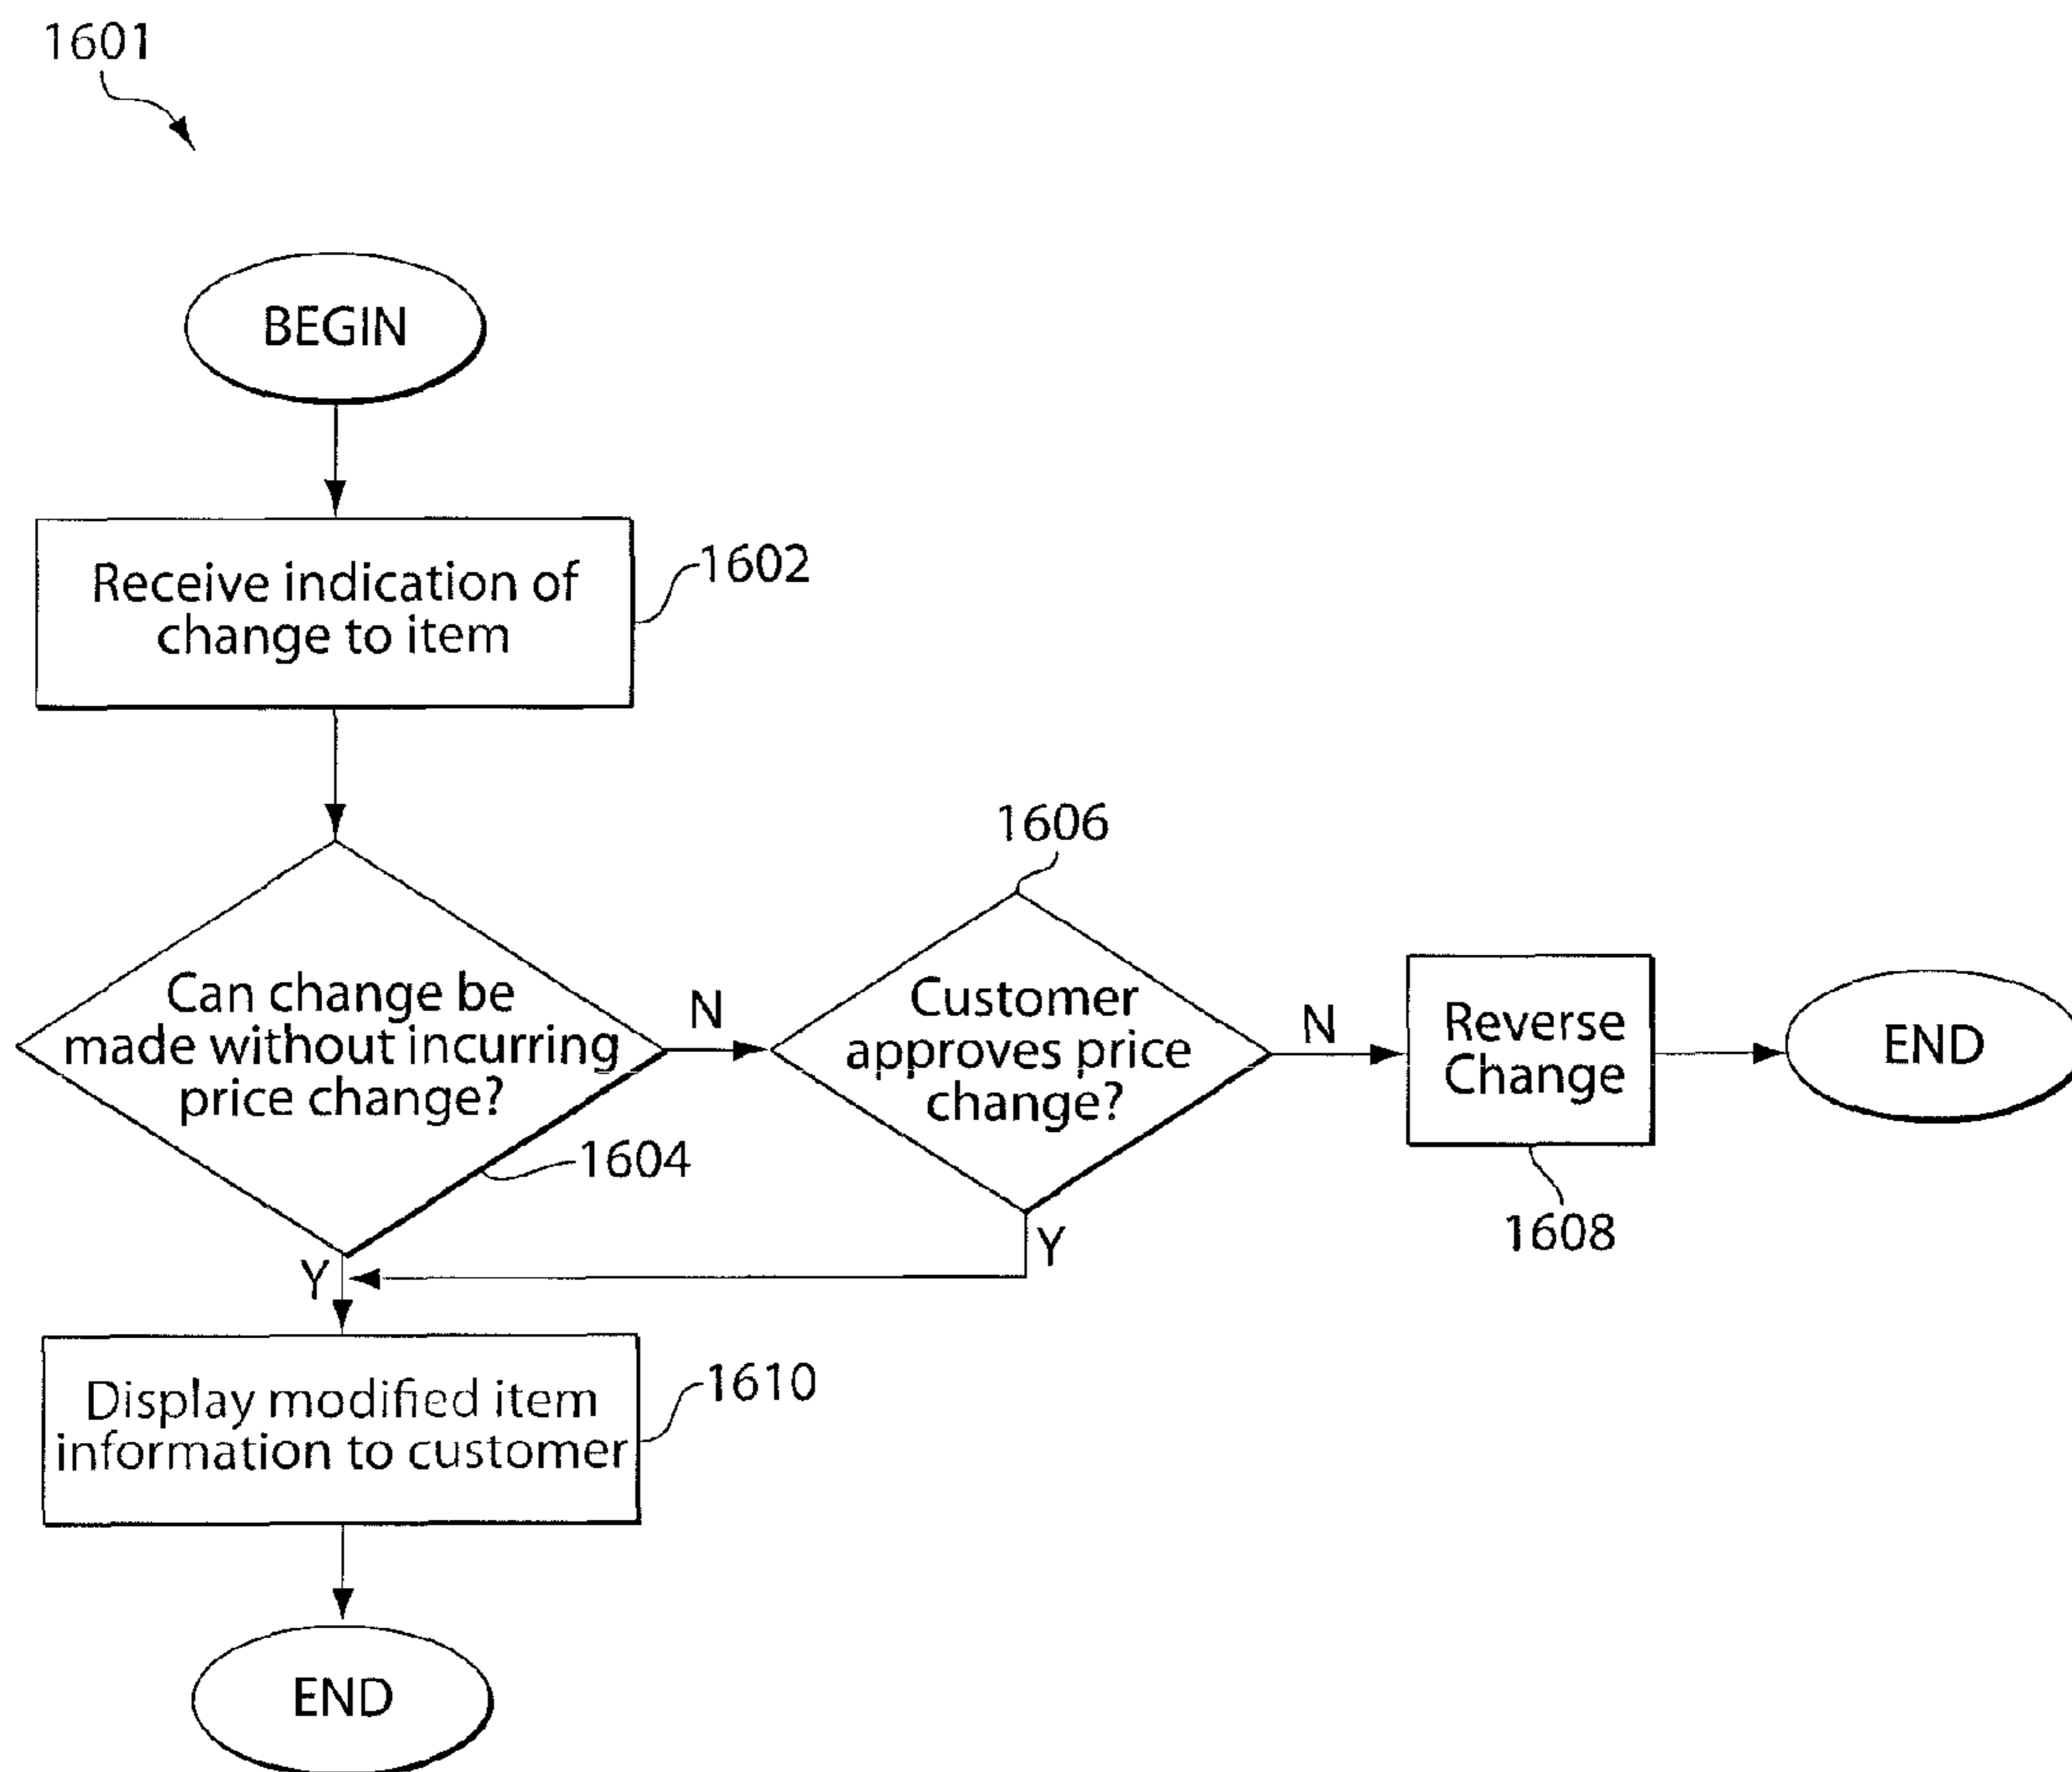 1601
BEGIN
Receive indication of
change to item
1602
Can change be
made without incurring
price change?
1604
N
1606
Customer
approves price
change?
N
Reverse
Change
1608
END
Y
Y
Display modified item
information to customer
1610
END